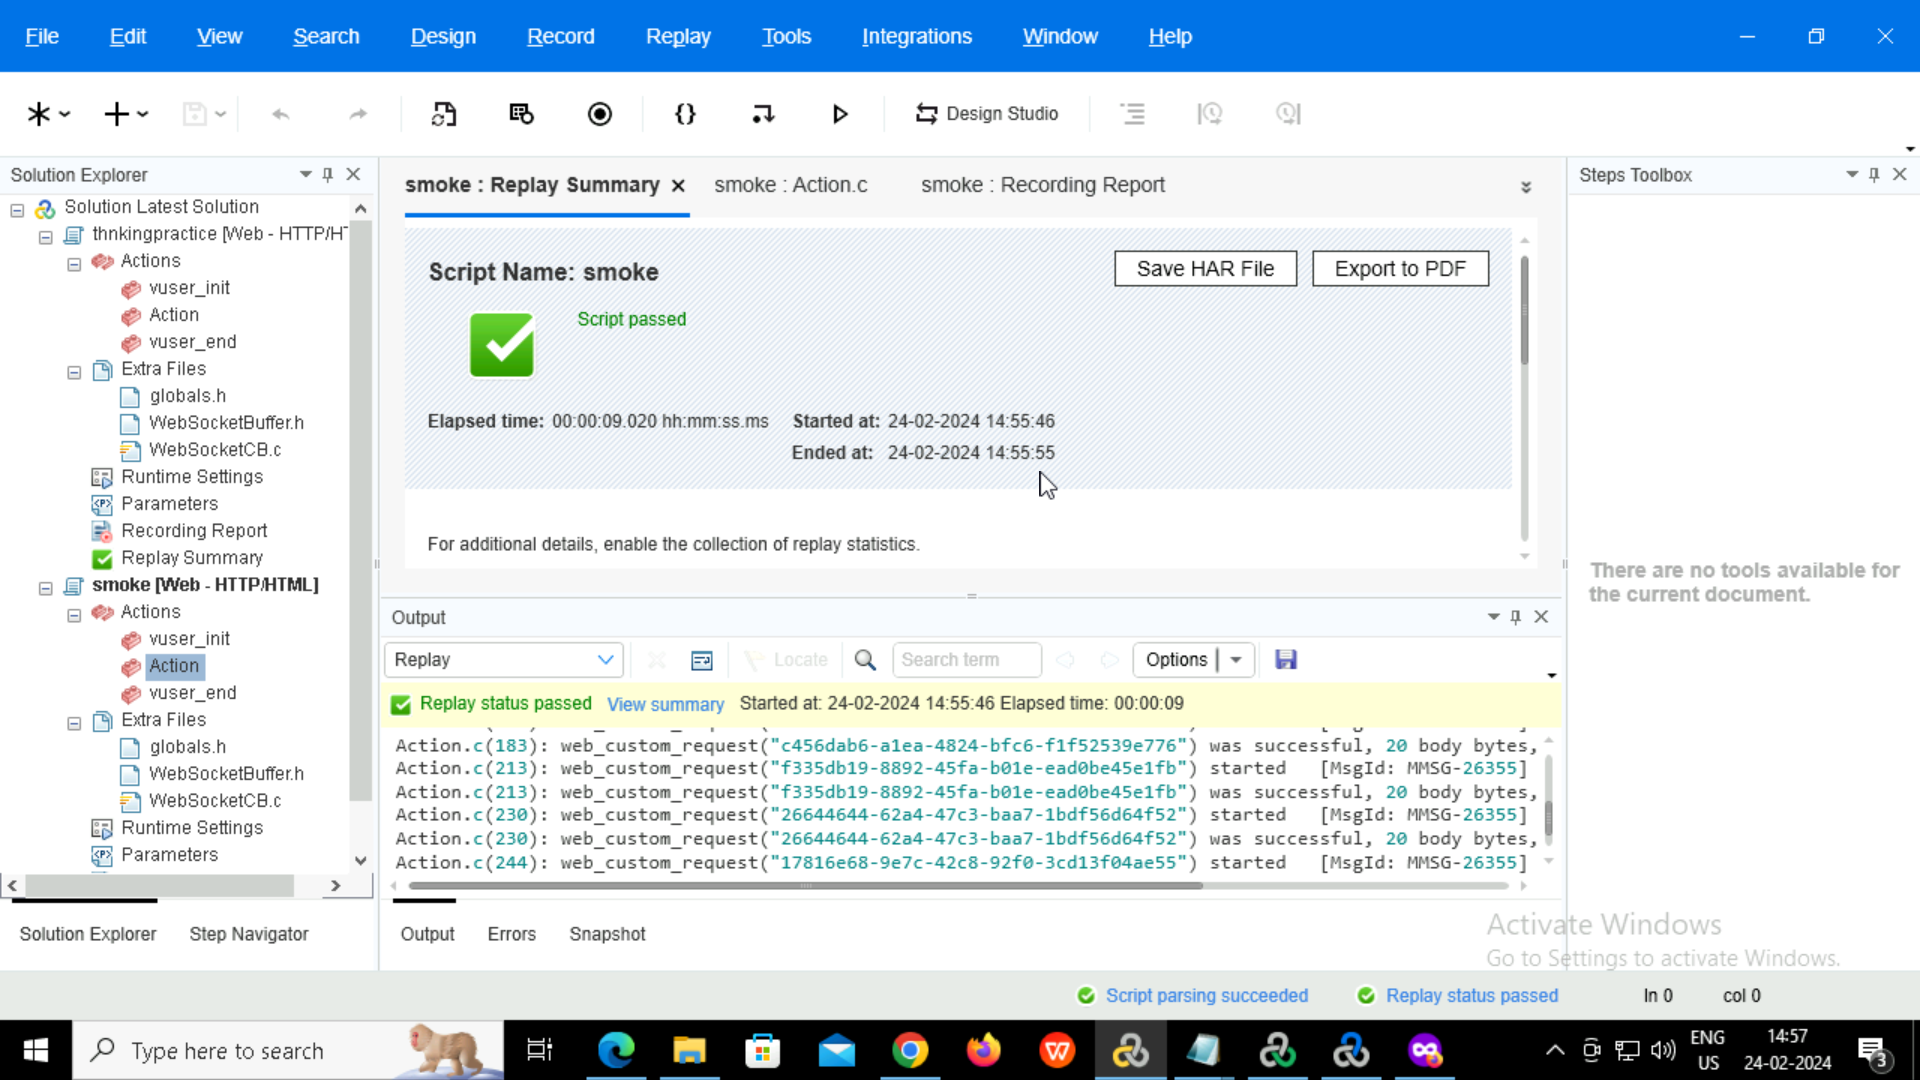 File Edit View Search Design Record Replay Tools Integrations Window Help
Design Studio
Solution Explorer
Solution Latest Solution
thnkingpractice [Web - HTTP/HT
Actions
vuser_init
Action
vuser_end
Extra Files
globals.h
WebSocketBuffer.h
WebSocketCB.c
Runtime Settings
Parameters
Recording Report
Replay Summary
smoke [Web - HTTP/HTML]
Actions
vuser_init
Action
vuser_end
Extra Files
globals.h
WebSocketBuffer.h
WebSocketCB.c
Runtime Settings
Parameters
Solution Explorer Step Navigator
smoke : Replay Summary smoke : Action.c smoke : Recording Report
Script Name: smoke
Save HAR File Export to PDF
Script passed
Elapsed time: 00:00:09.020 hh:mm:ss.ms Started at: 24-02-2024 14:55:46
Ended at: 24-02-2024 14:55:55
For additional details, enable the collection of replay statistics.
Output
Replay Locate Search term Options
Replay status passed View summary Started at: 24-02-2024 14:55:46 Elapsed time: 00:00:09
Action.c(183): web_custom_request("c456dab6-a1ea-4824-bfc6-f1f52539e776") was successful, 20 body bytes,
Action.c(213): web_custom_request("f335db19-8892-45fa-b01e-ead0be45e1fb") started [MsgId: MMSG-26355]
Action.c(213): web_custom_request("f335db19-8892-45fa-b01e-ead0be45e1fb") was successful, 20 body bytes,
Action.c(230): web_custom_request("26644644-62a4-47c3-baa7-1bdf56d64f52") started [MsgId: MMSG-26355]
Action.c(230): web_custom_request("26644644-62a4-47c3-baa7-1bdf56d64f52") was successful, 20 body bytes,
Action.c(244): web_custom_request("17816e68-9e7c-42c8-92f0-3cd13f04ae55") started [MsgId: MMSG-26355]
Output Errors Snapshot
Steps Toolbox
There are no tools available for
the current document.
Activate Windows
Go to Settings to activate Windows.
Script parsing succeeded Replay status passed ln 0 col 0
Type here to search
ENG
US
14:57
24-02-2024
3